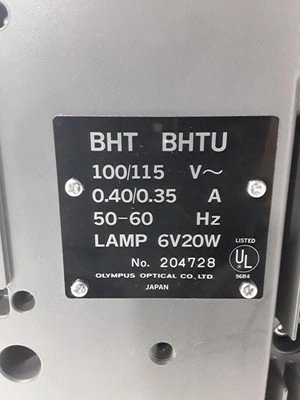 BHT BHTU
100/115 V~
0.40/0.35 A
50-60 Hz
LAMP 6V20W
LISTED
UL
96B4
No. 204728
OLYMPUS OPTICAL CO., LTD.
JAPAN